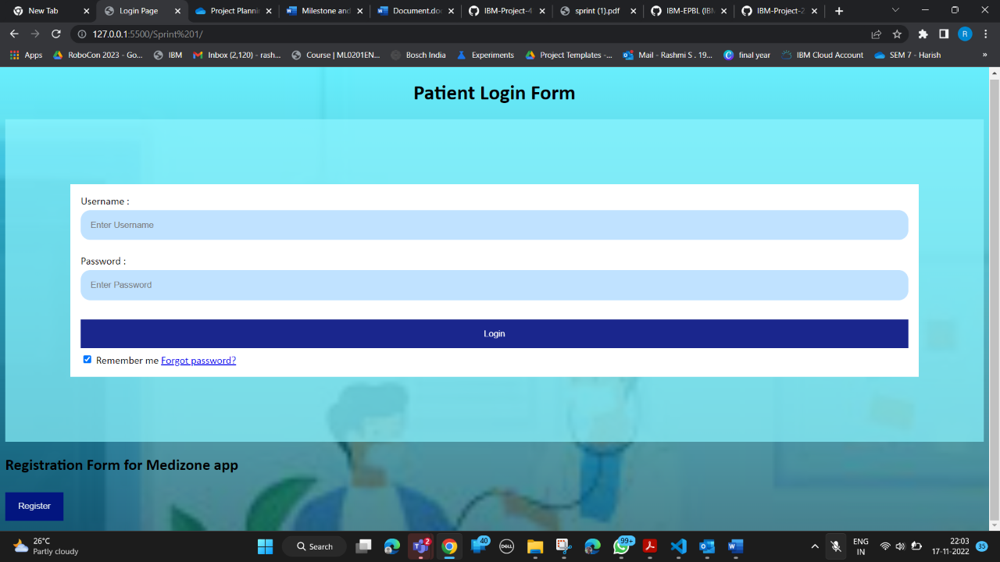 New Tab
Login Page
Project Plannin
Milestone and
Document.do
IBM-Project-4
sprint (1).pdf
IBM-EPBL (IB
IBM-Project-2
127.0.0.1:5500/Sprint%201/
R
Apps
RoboCon 2023 - Go...
IBM
Inbox (2,120) - rash...
Course | ML0201EN...
Bosch India
Experiments
Project Templates -...
Mail - Rashmi S . 19...
final year
IBM Cloud Account
SEM 7 - Harish
»
Patient Login Form
Username :
Enter Username
Password :
Enter Password
Login
Remember me Forgot password?
Registration Form for Medizone app
Register
26°C
Partly cloudy
Search
2
40
DELL
99+
ENG
IN
22:03
17-11-2022
35